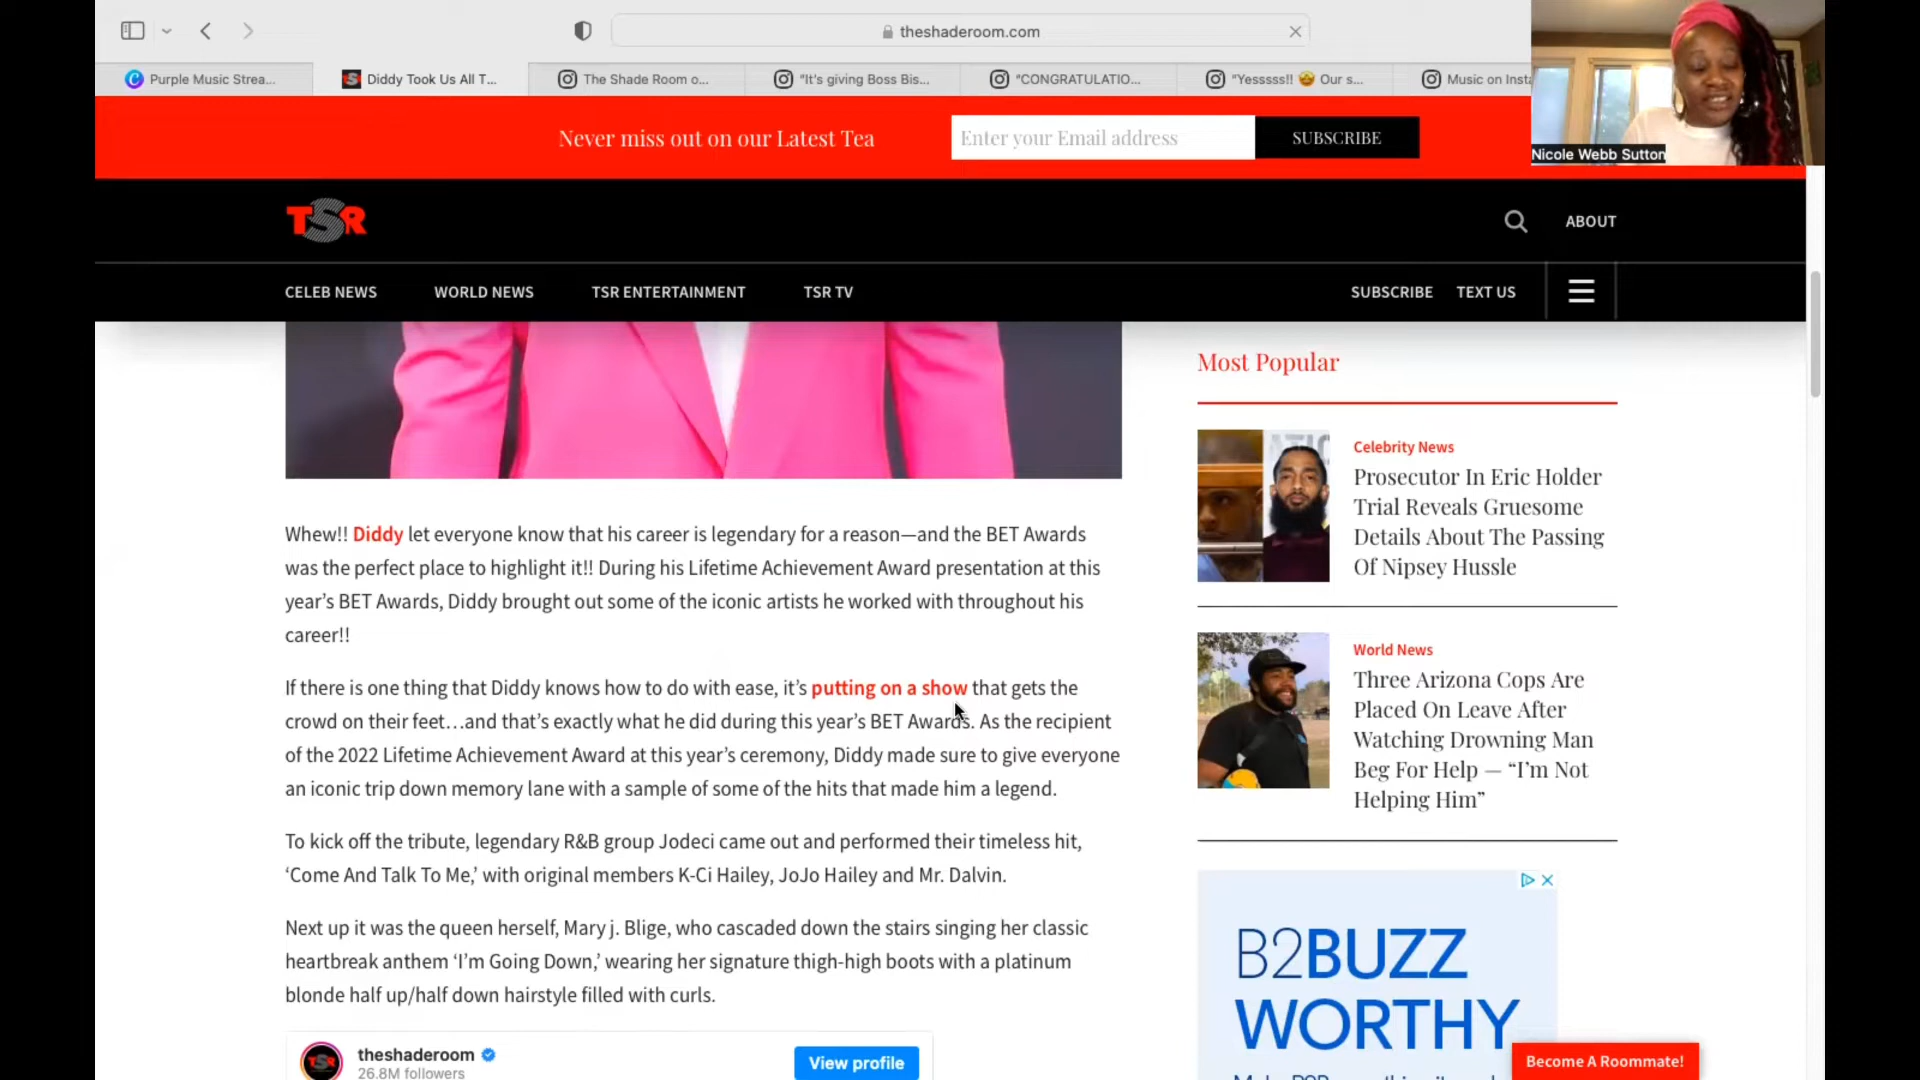 theshaderoom.com
Purple Music Strea...
Diddy Took Us All T...
The Shade Room o...
"It's giving Boss Bis...
"CONGRATULATIO...
"Yesssss!! 🤩 Our s...
Music on Insta
Nicole Webb Sutton
Never miss out on our Latest Tea
Enter your Email address
SUBSCRIBE
TSR
ABOUT
CELEB NEWS
WORLD NEWS
TSR ENTERTAINMENT
TSR TV
SUBSCRIBE
TEXT US
Whew!! Diddy let everyone know that his career is legendary for a reason—and the BET Awards
was the perfect place to highlight it!! During his Lifetime Achievement Award presentation at this
year's BET Awards, Diddy brought out some of the iconic artists he worked with throughout his
career!!
If there is one thing that Diddy knows how to do with ease, it's putting on a show that gets the
crowd on their feet…and that's exactly what he did during this year's BET Awards. As the recipient
of the 2022 Lifetime Achievement Award at this year's ceremony, Diddy made sure to give everyone
an iconic trip down memory lane with a sample of some of the hits that made him a legend.
To kick off the tribute, legendary R&B group Jodeci came out and performed their timeless hit,
'Come And Talk To Me,' with original members K-Ci Hailey, JoJo Hailey and Mr. Dalvin.
Next up it was the queen herself, Mary j. Blige, who cascaded down the stairs singing her classic
heartbreak anthem 'I'm Going Down,' wearing her signature thigh-high boots with a platinum
blonde half up/half down hairstyle filled with curls.
TSR
theshaderoom
26.8M followers
View profile
Most Popular
Celebrity News
Prosecutor In Eric Holder
Trial Reveals Gruesome
Details About The Passing
Of Nipsey Hussle
World News
Three Arizona Cops Are
Placed On Leave After
Watching Drowning Man
Beg For Help — "I'm Not
Helping Him"
B2BUZZ
WORTHY
Become A Roommate!